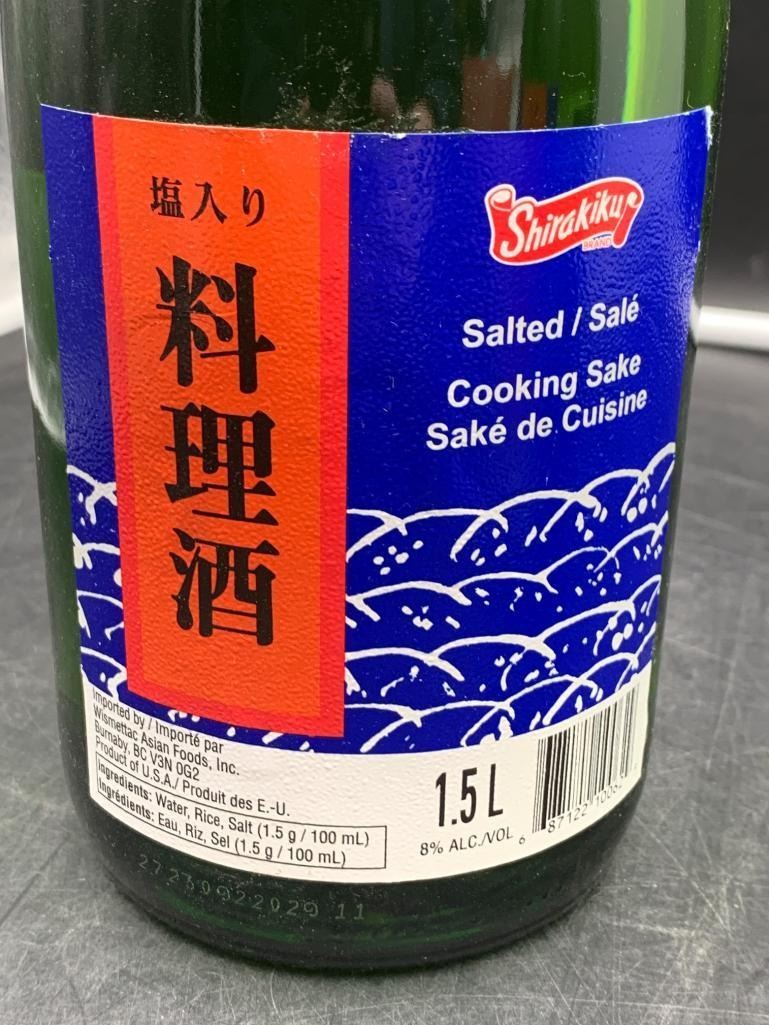 塩入り
料理酒
Shirakiku
BRAND
Salted / Salé
Cooking Sake
Saké de Cuisine
Imported by / Importé par
Wismettac Asian Foods, Inc.
Burnaby, BC V3N 0G2
Product of U.S.A./ Produit des E.-U.
Ingredients: Water, Rice, Salt (1.5 g / 100 mL)
Ingrédients: Eau, Riz, Sel (1.5 g / 100 mL)
1.5 L
8% ALC./VOL